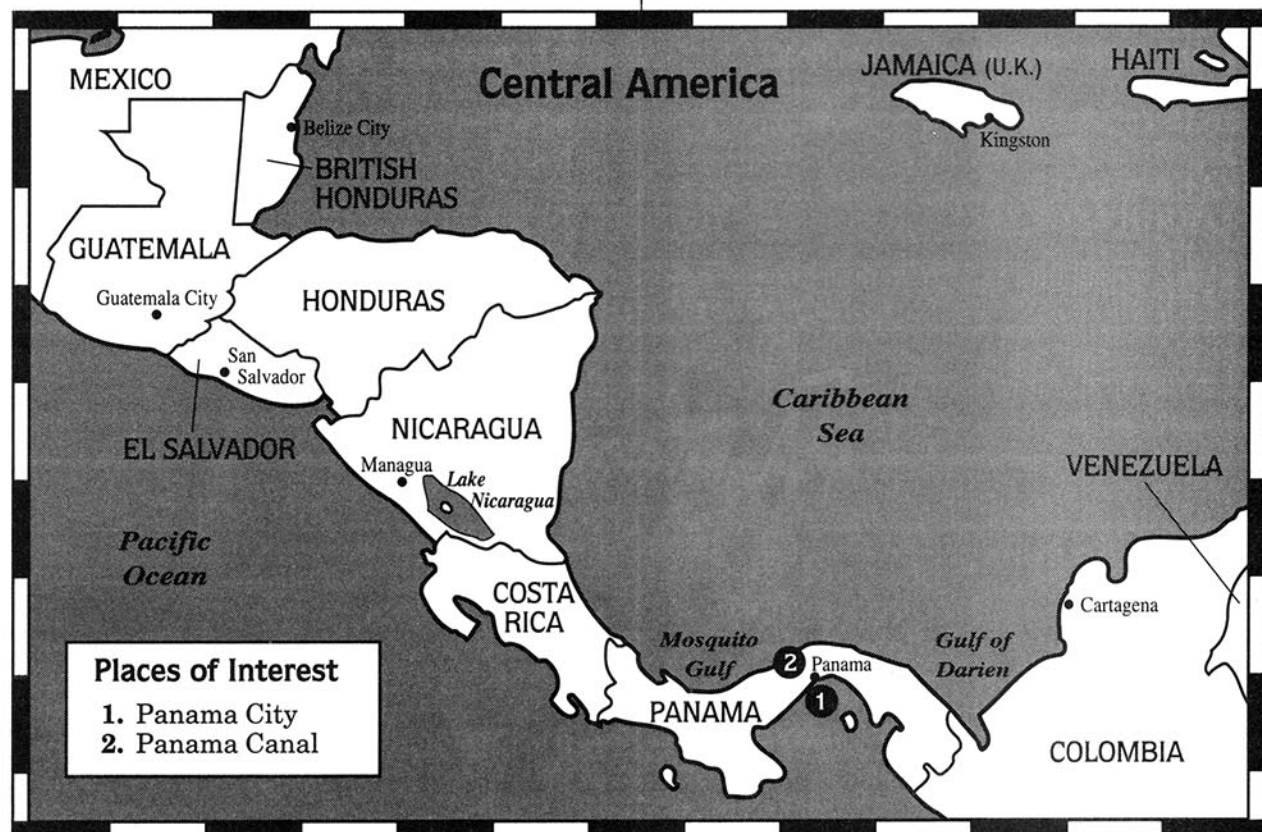 Central America
MEXICO
JAMAICA (U.K.)
HAITI
Kingston
Belize City
BRITISH
HONDURAS
GUATEMALA
Guatemala City
HONDURAS
San
Salvador
EL SALVADOR
NICARAGUA
Managua
Lake
Nicaragua
Caribbean
Sea
VENEZUELA
Pacific
Ocean
COSTA
RICA
Cartagena
Mosquito
Gulf
Gulf of
Darien
2
Panama
1
PANAMA
COLOMBIA
Places of Interest
1. Panama City
2. Panama Canal